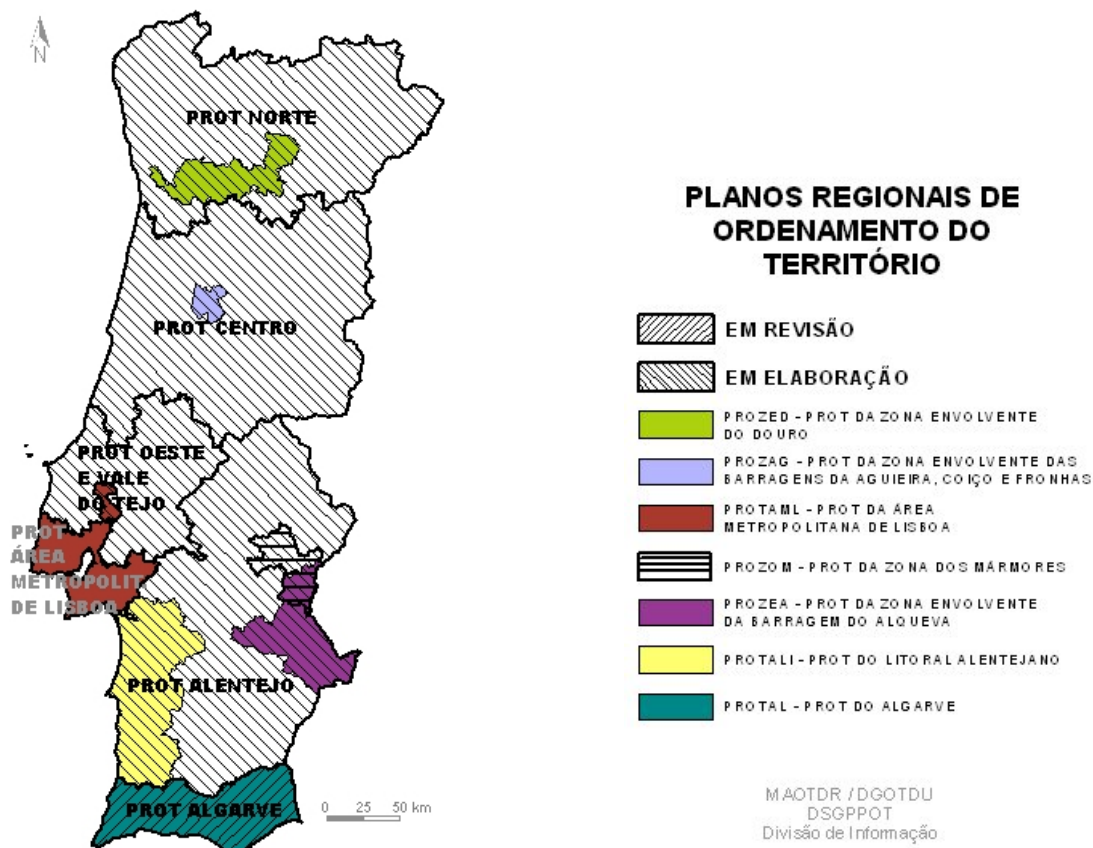 N
PROT NORTE
PROT CENTRO
PROT OESTE
E VALE
DO TEJO
PROT
ÁREA
METROPOLIT.
DE LISBOA
PROT ALENTEJO
PROT ALGARVE
0 25 50 km
PLANOS REGIONAIS DE
ORDENAMENTO DO
TERRITÓRIO
EM REVISÃO
EM ELABORAÇÃO
PROZED - PROT DA ZONA ENVOLVENTE
DO DOURO
PROZAG - PROT DA ZONA ENVOLVENTE DAS
BARRAGENS DA AGUIEIRA, COIÇO E FRONHAS
PROTAML - PROT DA ÁREA
METROPOLITANA DE LISBOA
PROZOM - PROT DA ZONA DOS MÁRMORES
PROZEA - PROT DA ZONA ENVOLVENTE
DA BARRAGEM DO ALQUEVA
PROTALI - PROT DO LITORAL ALENTEJANO
PROTAL - PROT DO ALGARVE
MAOTDR / DGOTDU
DSGPPOT
Divisão de Informação